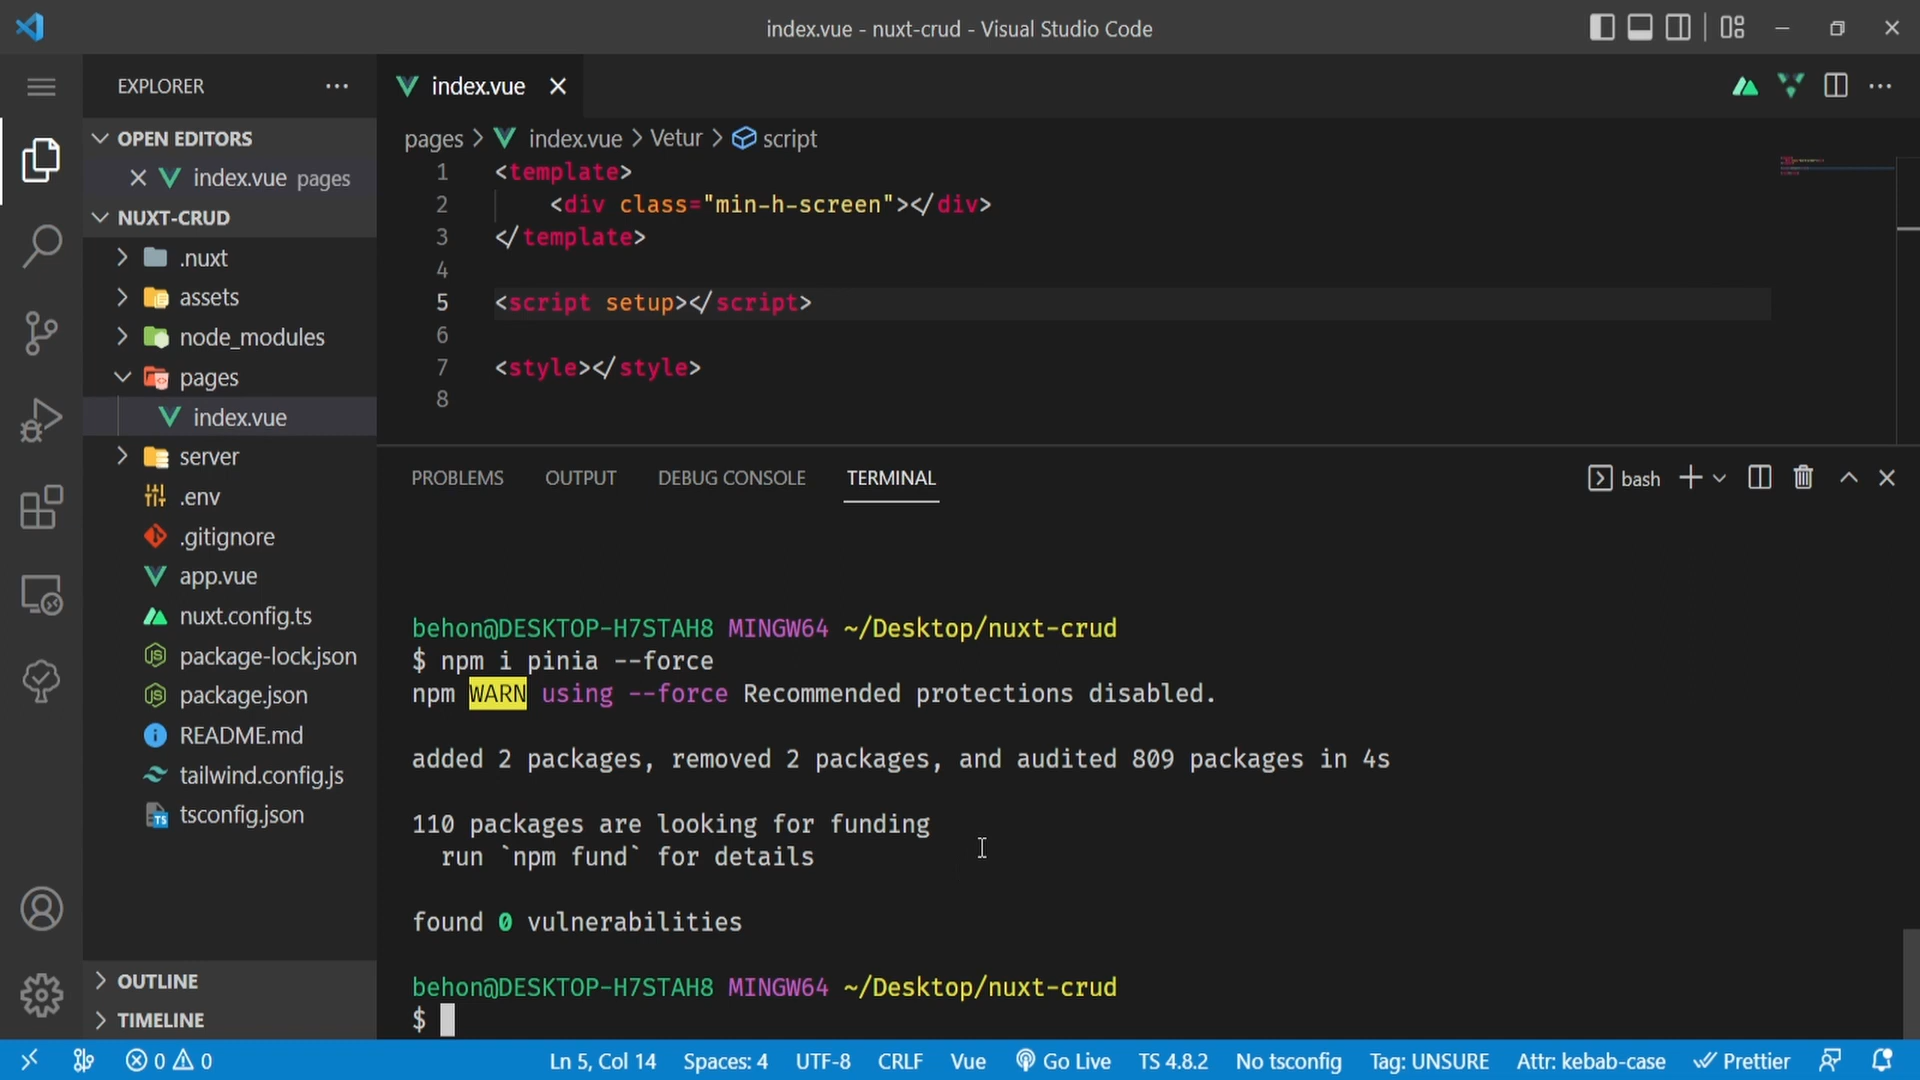 index.vue - nuxt-crud - Visual Studio Code
EXPLORER
OPEN EDITORS
index.vue pages
NUXT-CRUD
.nuxt
assets
node_modules
pages
index.vue
server
.env
.gitignore
app.vue
nuxt.config.ts
package-lock.json
package.json
README.md
tailwind.config.js
TS
tsconfig.json
OUTLINE
TIMELINE
index.vue
pages > index.vue > Vetur > script
1 <template>
2 <div class="min-h-screen"></div>
3 </template>
4
5 <script setup></script>
6
7 <style></style>
8
PROBLEMS OUTPUT DEBUG CONSOLE TERMINAL
bash
behon@DESKTOP-H7STAH8 MINGW64 ~/Desktop/nuxt-crud
$ npm i pinia --force
npm WARN using --force Recommended protections disabled.
added 2 packages, removed 2 packages, and audited 809 packages in 4s
110 packages are looking for funding
run `npm fund` for details
found 0 vulnerabilities
behon@DESKTOP-H7STAH8 MINGW64 ~/Desktop/nuxt-crud
$
0 0 Ln 5, Col 14 Spaces: 4 UTF-8 CRLF Vue Go Live TS 4.8.2 No tsconfig Tag: UNSURE Attr: kebab-case Prettier